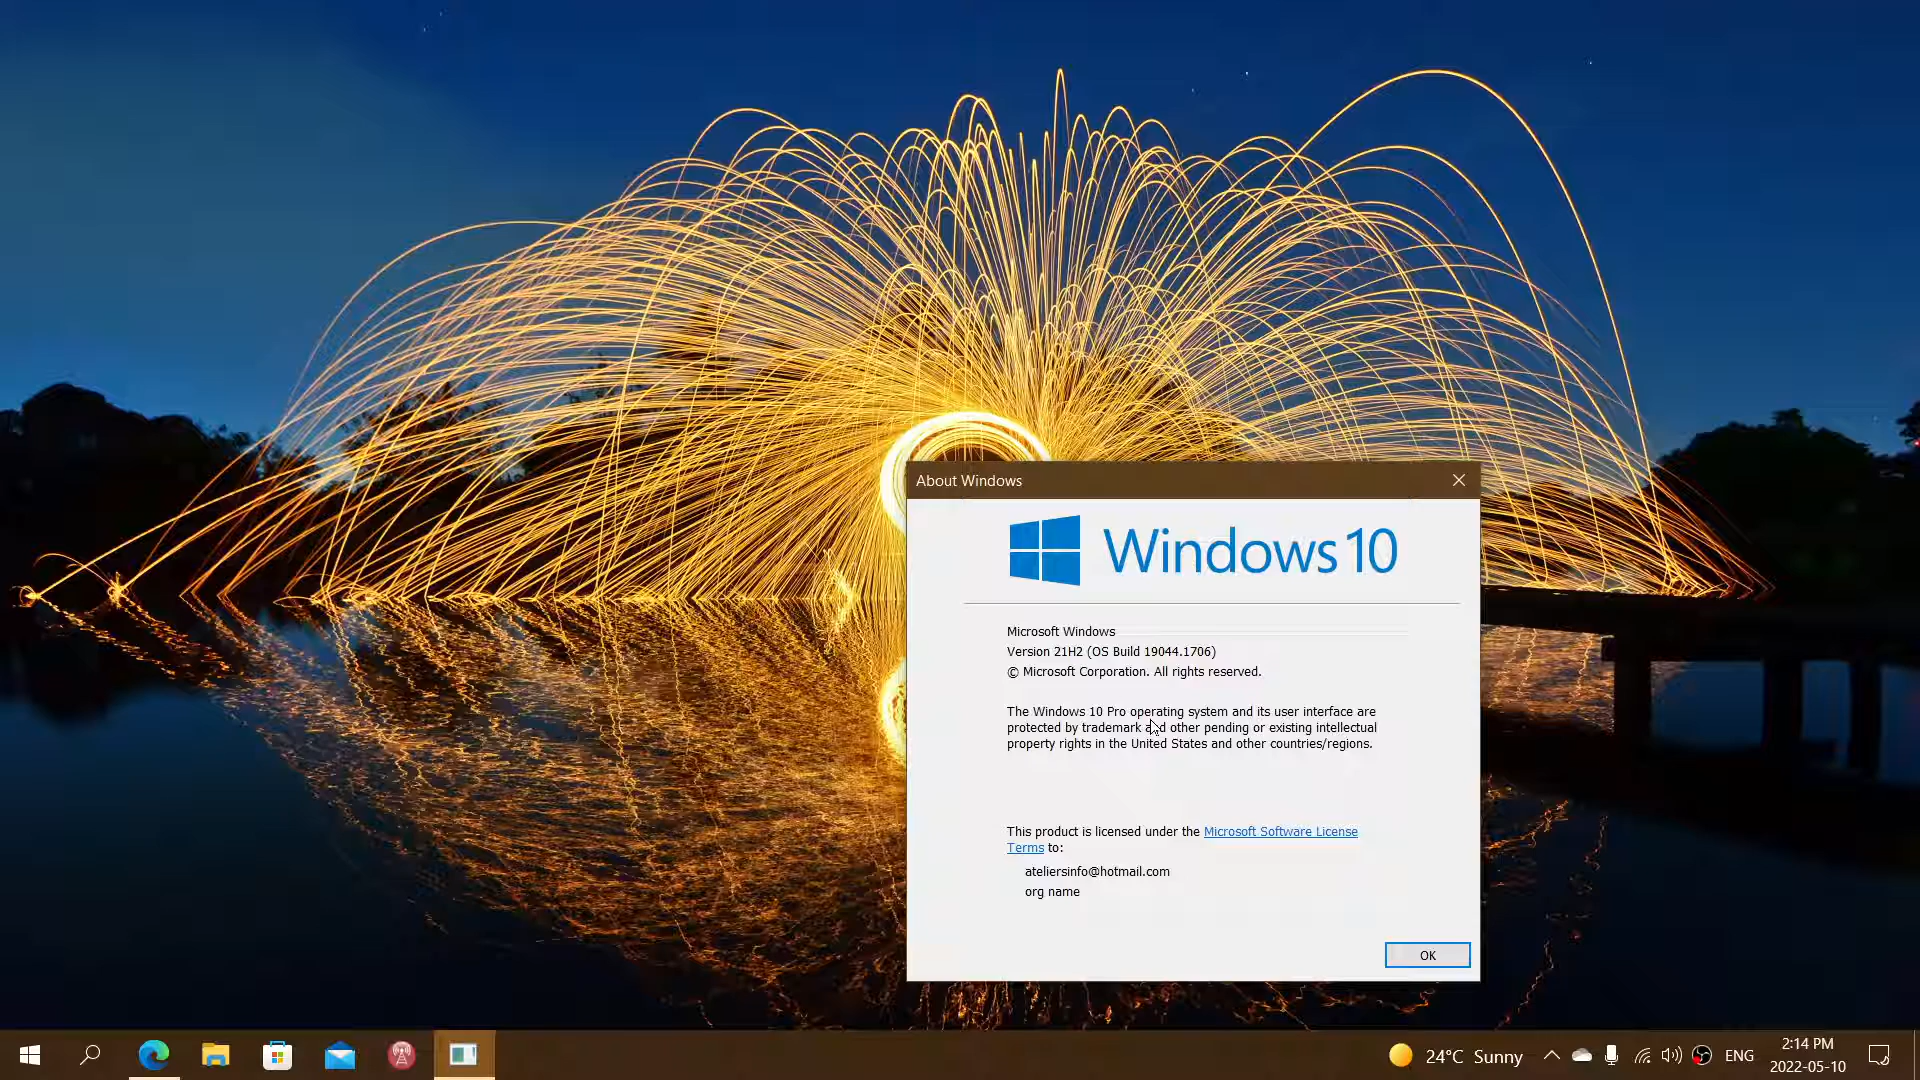 About Windows
Windows 10
Microsoft Windows
Version 21H2 (OS Build 19044.1706)
© Microsoft Corporation. All rights reserved.
The Windows 10 Pro operating system and its user interface are
protected by trademark and other pending or existing intellectual
property rights in the United States and other countries/regions.
This product is licensed under the Microsoft Software License
Terms to:
ateliersinfo@hotmail.com
org name
OK
24°C Sunny
ENG
2:14 PM
2022-05-10